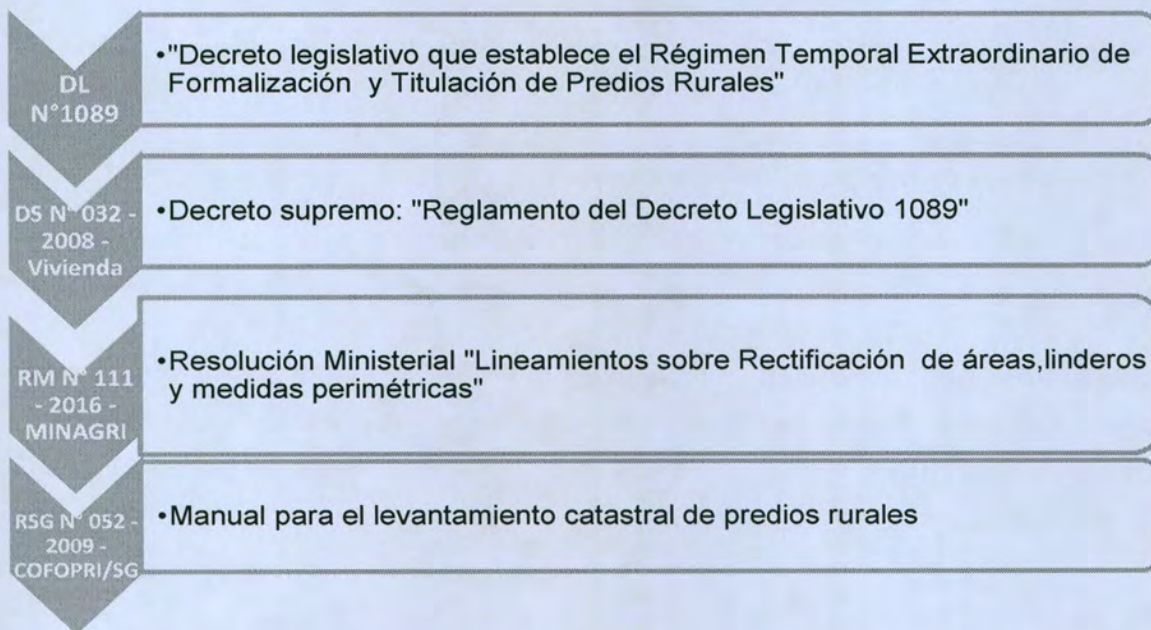 DL
N°1089
•"Decreto legislativo que establece el Régimen Temporal Extraordinario de
Formalización y Titulación de Predios Rurales"
DS N° 032 -
2008 -
Vivienda
•Decreto supremo: "Reglamento del Decreto Legislativo 1089"
RM N° 111
- 2016 -
MINAGRI
•Resolución Ministerial "Lineamientos sobre Rectificación de áreas,linderos
y medidas perimétricas"
RSG N° 052 -
2009 -
COFOPRI/SG
•Manual para el levantamiento catastral de predios rurales